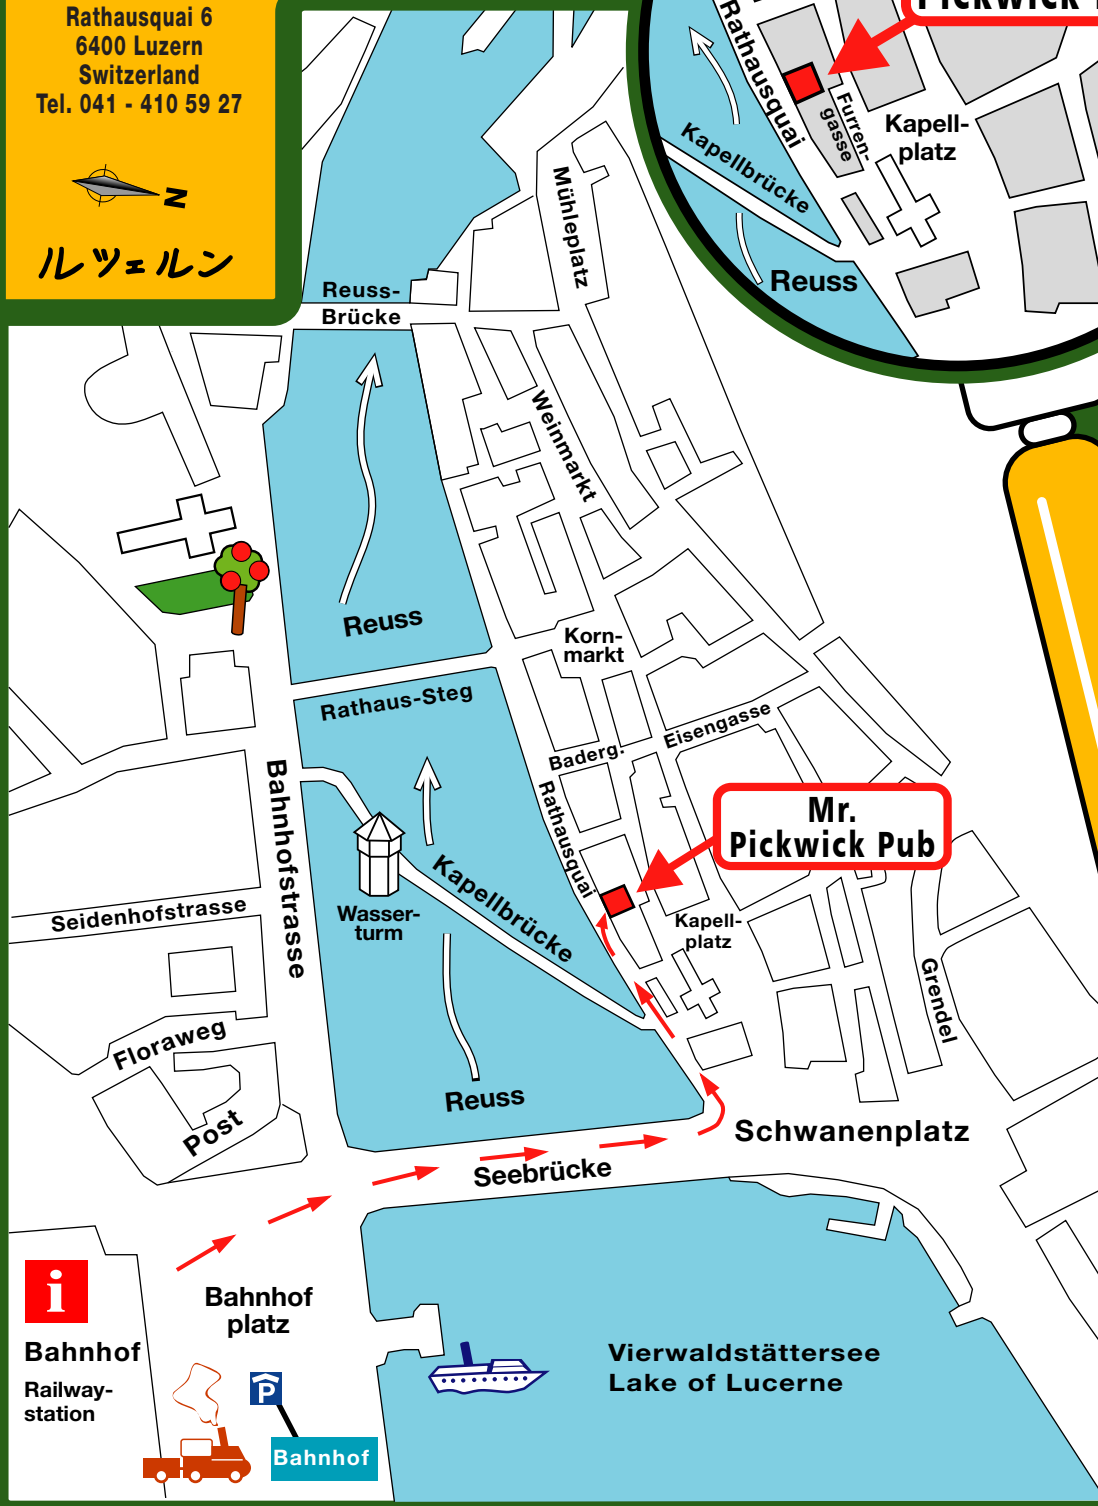 Rathausquai 6
6400 Luzern
Switzerland
Tel. 041 - 410 59 27
N
ルツェルン
Rathausquai
Furren-
gasse
Kapell-
platz
Kapellbrücke
Reuss
Reuss-
Brücke
Mühleplatz
Weinmarkt
Reuss
Korn-
markt
Rathaus-Steg
Eisengasse
Baderg.
Bahnhofstrasse
Rathausquai
Mr.
Pickwick Pub
Kapellbrücke
Wasser-
turm
Kapell-
platz
Seidenhofstrasse
Grendel
Floraweg
Post
Reuss
Schwanenplatz
Seebrücke
i
Bahnhof
platz
Bahnhof
Railway-
station
P
Bahnhof
Vierwaldstättersee
Lake of Lucerne